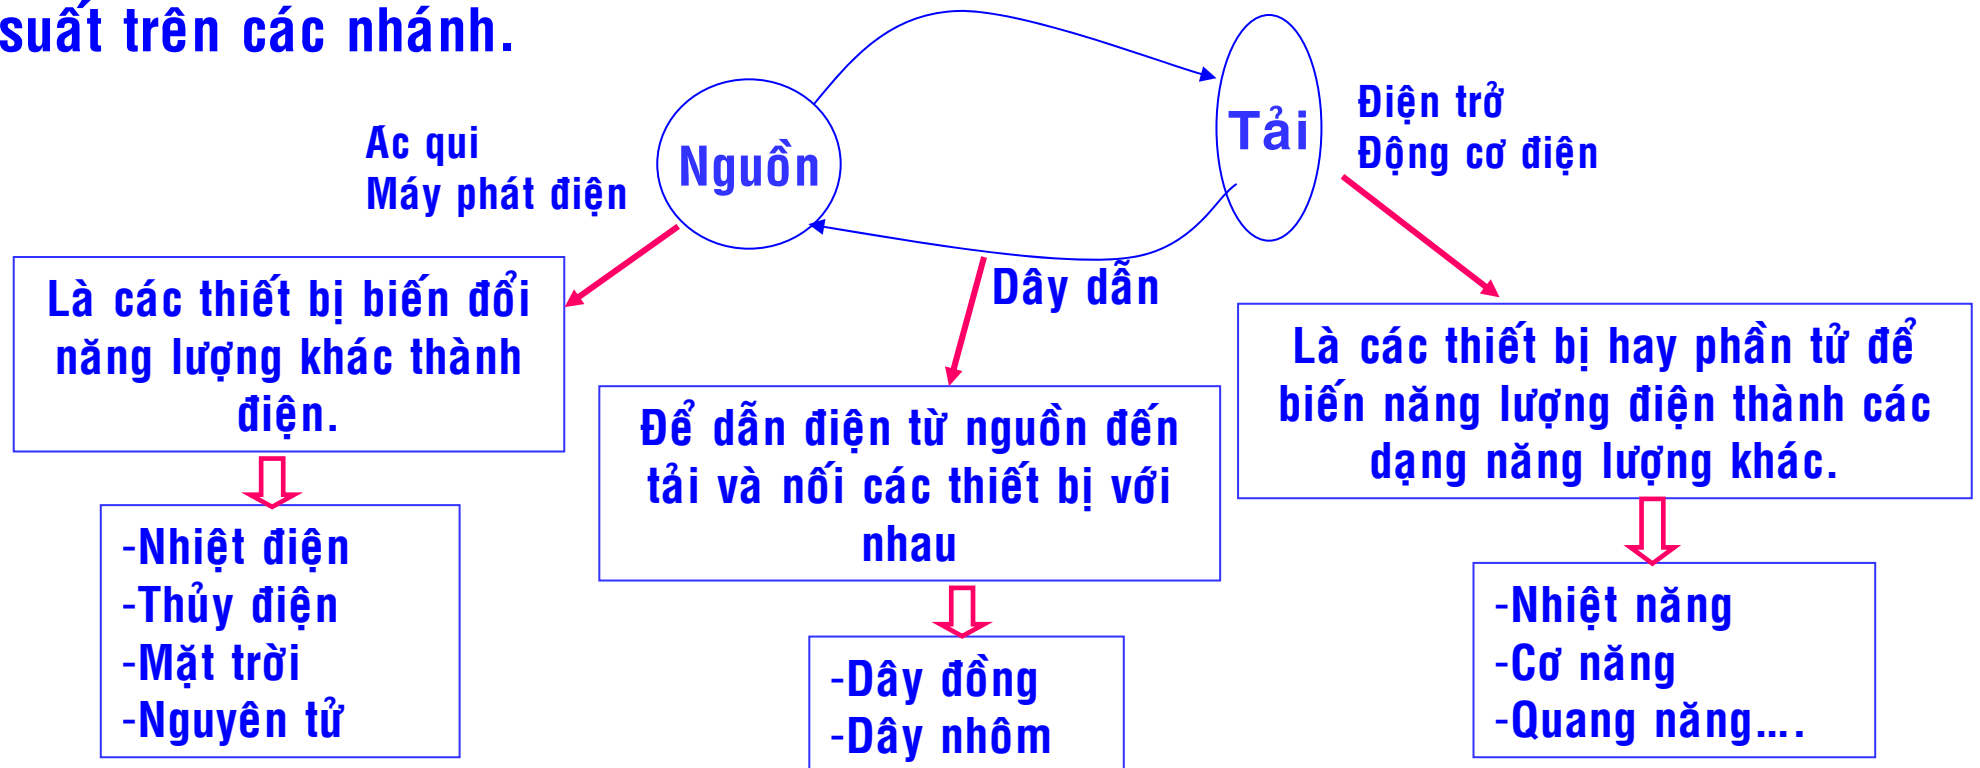 suất trên các nhánh.
Ác qui
Máy phát điện
Nguồn
Tải
Điện trở
Động cơ điện
Dây dẫn
Là các thiết bị biến đổi
năng lượng khác thành
điện.
-Nhiệt điện
-Thủy điện
-Mặt trời
-Nguyên tử
Để dẫn điện từ nguồn đến
tải và nối các thiết bị với
nhau
-Dây đồng
-Dây nhôm
Là các thiết bị hay phần tử để
biến năng lượng điện thành các
dạng năng lượng khác.
-Nhiệt năng
-Cơ năng
-Quang năng....